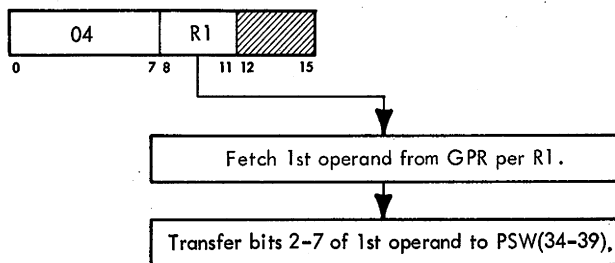 04 R1
0 7 8 11 12 15
Fetch 1st operand from GPR per R1.
Transfer bits 2-7 of 1st operand to PSW(34-39).